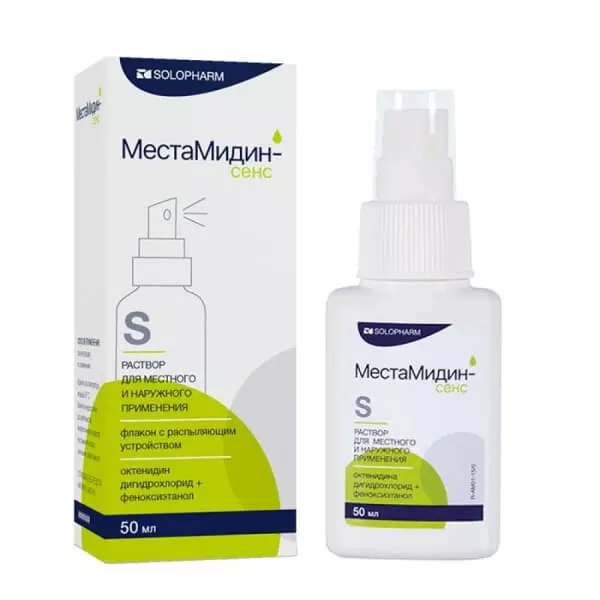 SOLOPHARM
МестаМидин-
сенс
S
РАСТВОР
ДЛЯ МЕСТНОГО
И НАРУЖНОГО
ПРИМЕНЕНИЯ
флакон с распыляющим
устройством
октенидин
дигидрохлорид +
феноксиэтанол
50 мл
SOLOPHARM
МестаМидин-
сенс
S
РАСТВОР
ДЛЯ МЕСТНОГО
И НАРУЖНОГО
ПРИМЕНЕНИЯ
октенидина
дигидрохлорид +
феноксиэтанол
50 мл